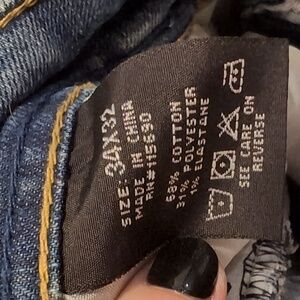 SIZE: 34X32
MADE IN CHINA
RN#115690
68% COTTON
31% POLYESTER
1% ELASTANE
SEE CARE ON
REVERSE